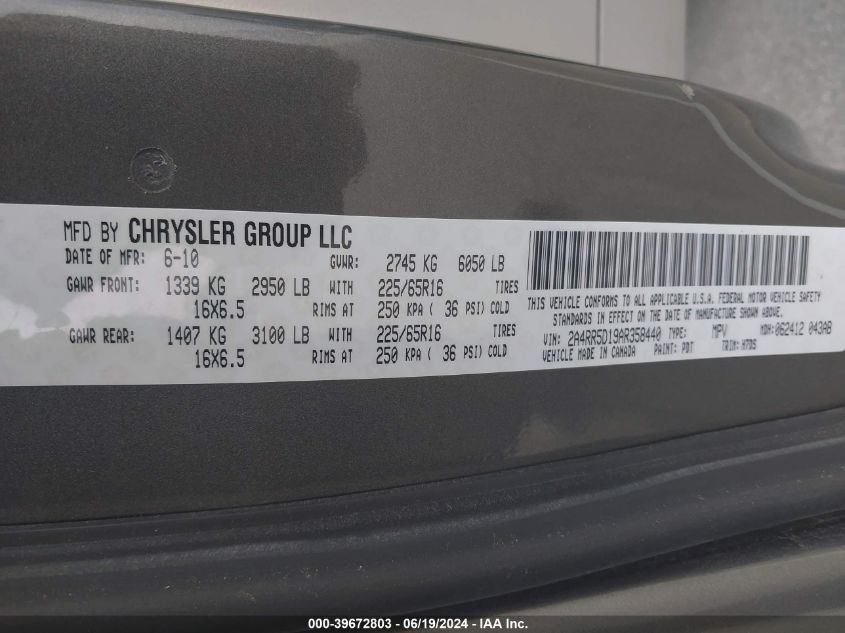 MFD BY CHRYSLER GROUP LLC
DATE OF MFR: 6-10 GVWR: 2745 KG 6050 LB
GAWR FRONT: 1339 KG 2950 LB WITH 225/65R16 TIRES
16X6.5 RIMS AT 250 KPA ( 36 PSI) COLD
GAWR REAR: 1407 KG 3100 LB WITH 225/65R16 TIRES
16X6.5 RIMS AT 250 KPA ( 36 PSI) COLD
THIS VEHICLE CONFORMS TO ALL APPLICABLE U.S.A. FEDERAL MOTOR VEHICLE SAFETY
STANDARDS IN EFFECT ON THE DATE OF MANUFACTURE SHOWN ABOVE.
VIN: 2A4RR5D19AR358440 TYPE: MPV MDH: 062412 043AB
VEHICLE MADE IN CANADA PAINT: PDT TRIM: M7DS
000-39672803 - 06/19/2024 - IAA Inc.